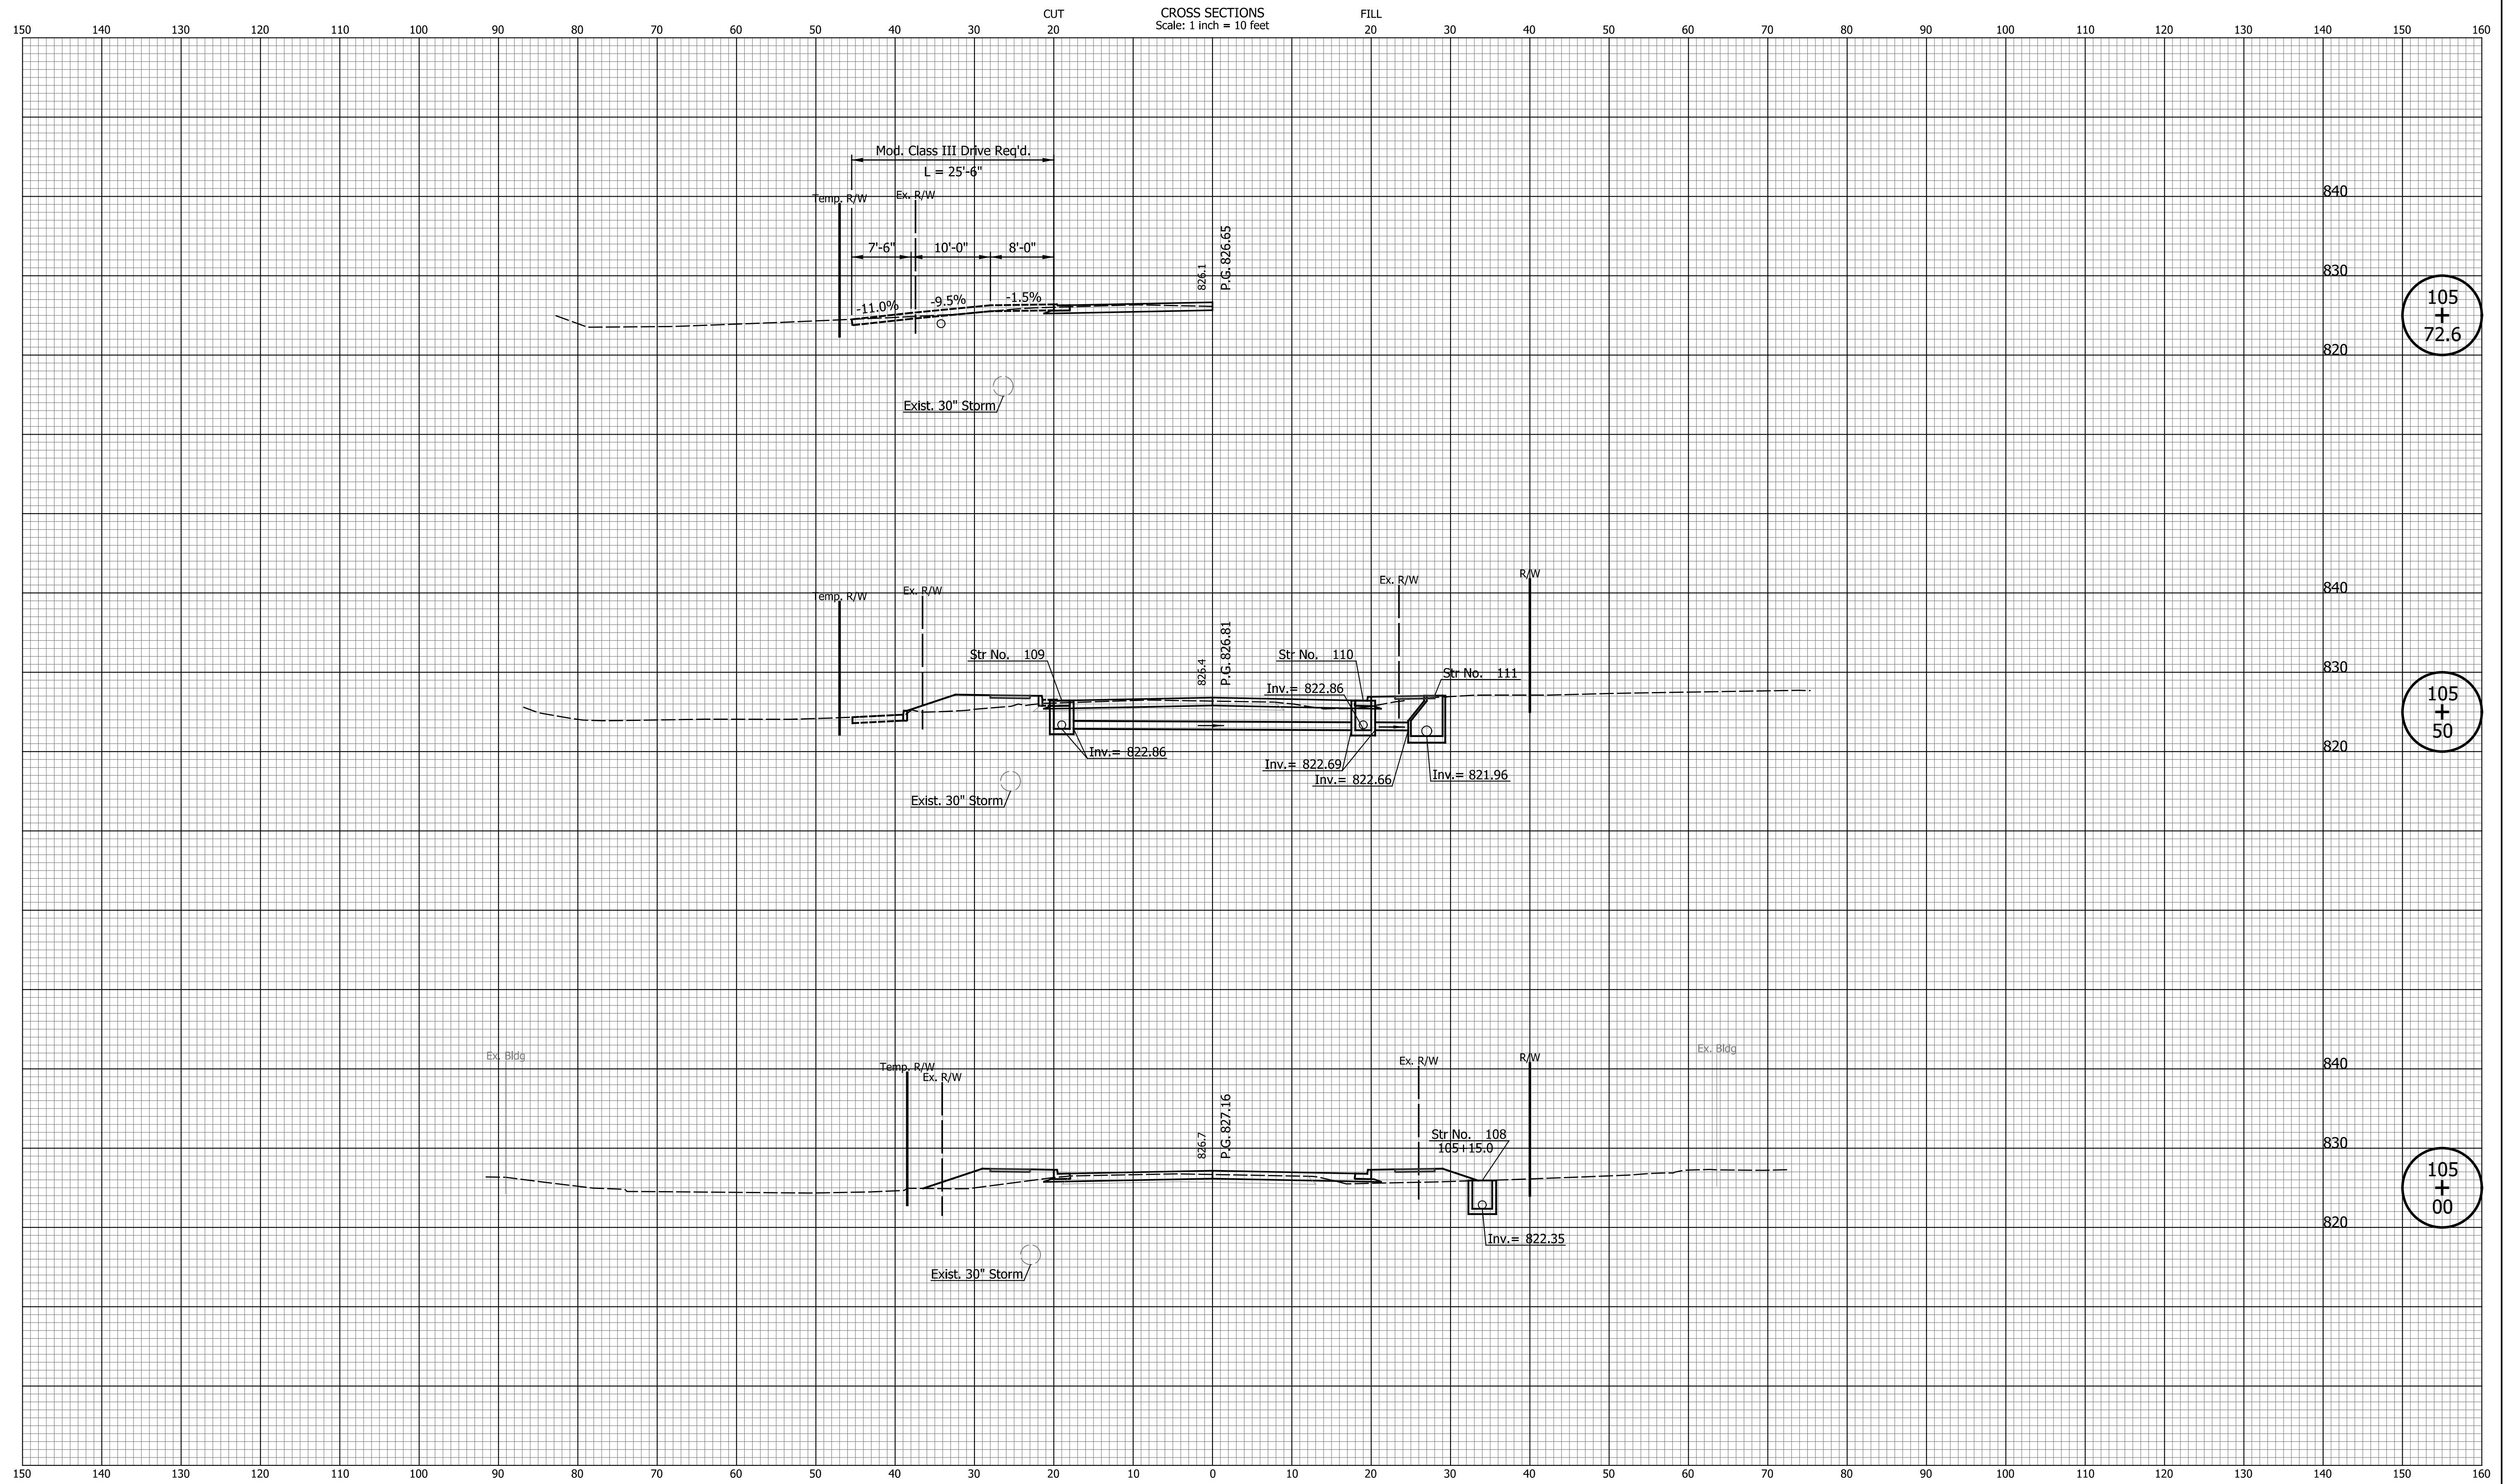 CUT CROSS SECTIONS FILL
Scale: 1 inch = 10 feet
150 140 130 120 110 100 90 80 70 60 50 40 30 20 10 0 10 20 30 40 50 60 70 80 90 100 110 120 130 140 150 160
Mod. Class III Drive Req'd.
L = 25'-6"
Temp. R/W
Ex. R/W
7'-6" 10'-0" 8'-0"
-11.0% -9.5% -1.5%
826.1
P.G. 826.65
Exist. 30" Storm
840
830
820
105
+
72.6
Temp. R/W
Ex. R/W
Str No. 109
826.4
P.G. 826.81
Str No. 110
Inv.= 822.86
Ex. R/W
R/W
Str No. 111
Inv.= 822.86
Inv.= 822.69
Inv.= 822.66
Inv.= 821.96
Exist. 30" Storm
840
830
820
105
+
50
Ex. Bldg
Temp. R/W
Ex. R/W
826.7
P.G. 827.16
Ex. R/W
R/W
Ex. Bldg
Str No. 108
105+15.0
Inv.= 822.35
Exist. 30" Storm
840
830
820
105
+
00
150 140 130 120 110 100 90 80 70 60 50 40 30 20 10 0 10 20 30 40 50 60 70 80 90 100 110 120 130 140 150 160